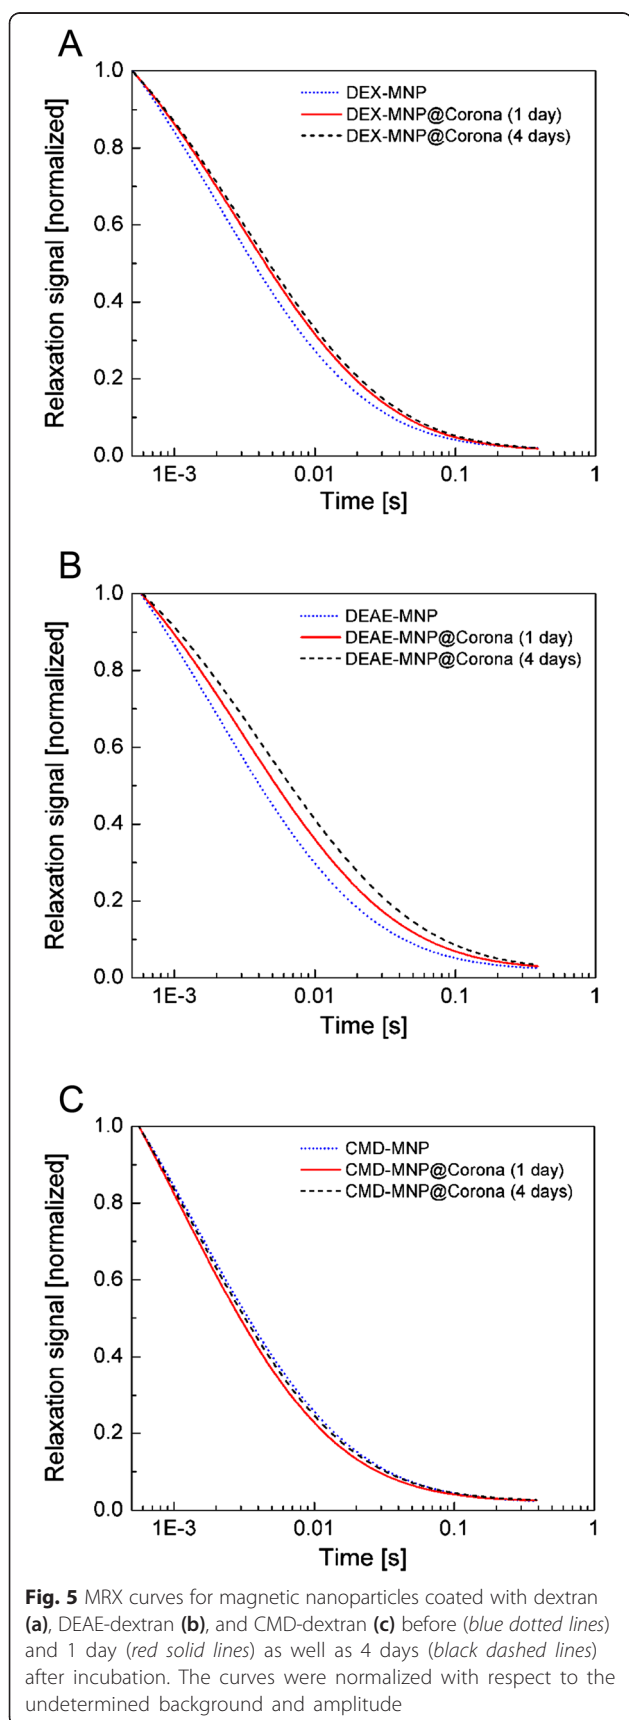 A
DEX-MNP
DEX-MNP@Corona (1 day)
DEX-MNP@Corona (4 days)
Relaxation signal [normalized]
1.0
0.8
0.6
0.4
0.2
0.0
1E-3 0.01 0.1 1
Time [s]
B
DEAE-MNP
DEAE-MNP@Corona (1 day)
DEAE-MNP@Corona (4 days)
Relaxation signal [normalized]
1.0
0.8
0.6
0.4
0.2
0.0
1E-3 0.01 0.1 1
Time [s]
C
CMD-MNP
CMD-MNP@Corona (1 day)
CMD-MNP@Corona (4 days)
Relaxation signal [normalized]
1.0
0.8
0.6
0.4
0.2
0.0
1E-3 0.01 0.1 1
Time [s]
Fig. 5 MRX curves for magnetic nanoparticles coated with dextran
(a), DEAE-dextran (b), and CMD-dextran (c) before (blue dotted lines)
and 1 day (red solid lines) as well as 4 days (black dashed lines)
after incubation. The curves were normalized with respect to the
undetermined background and amplitude